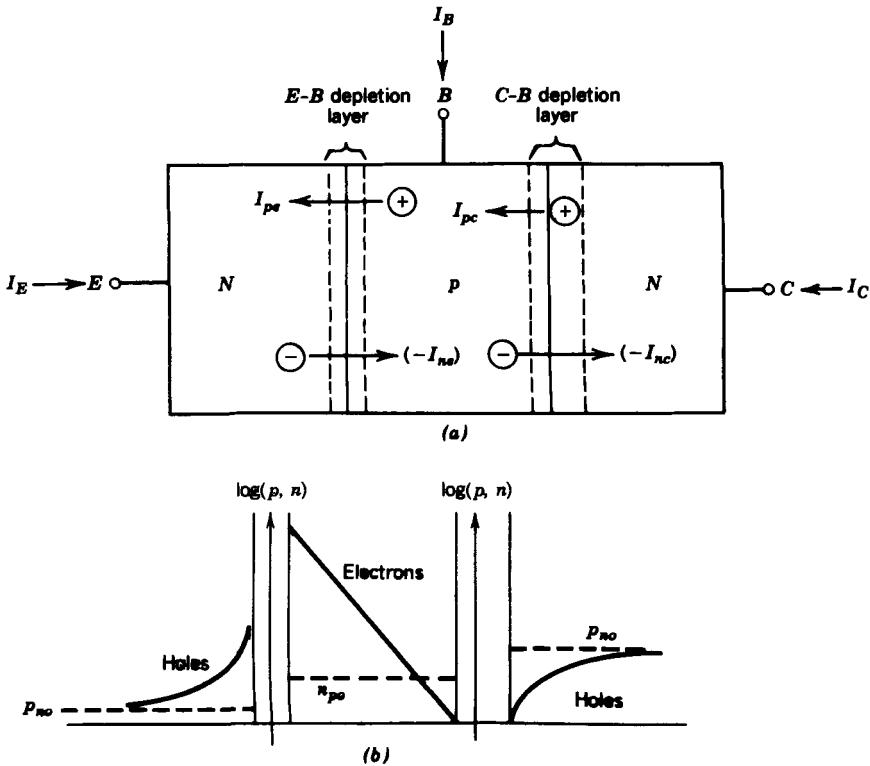 I_B
E-B depletion layer
B
C-B depletion layer
I_pe
+
I_pc
+
I_E
E
N
p
N
C
I_C
−
(−I_ne)
−
(−I_nc)
(a)
log(p, n)
log(p, n)
Electrons
Holes
p_no
n_po
p_no
Holes
(b)